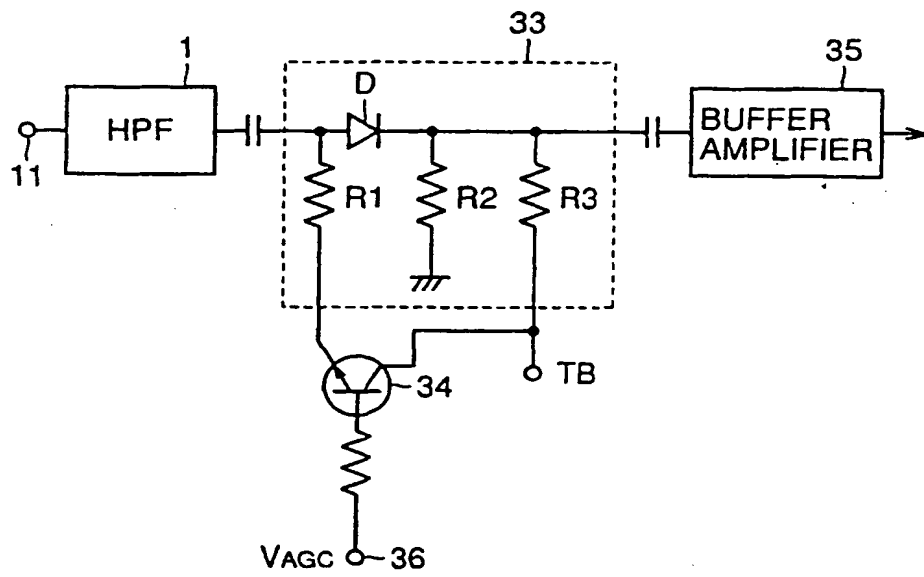 33
1
D
35
HPF
BUFFER
AMPLIFIER
11
R1
R2
R3
34
TB
VAGC
36